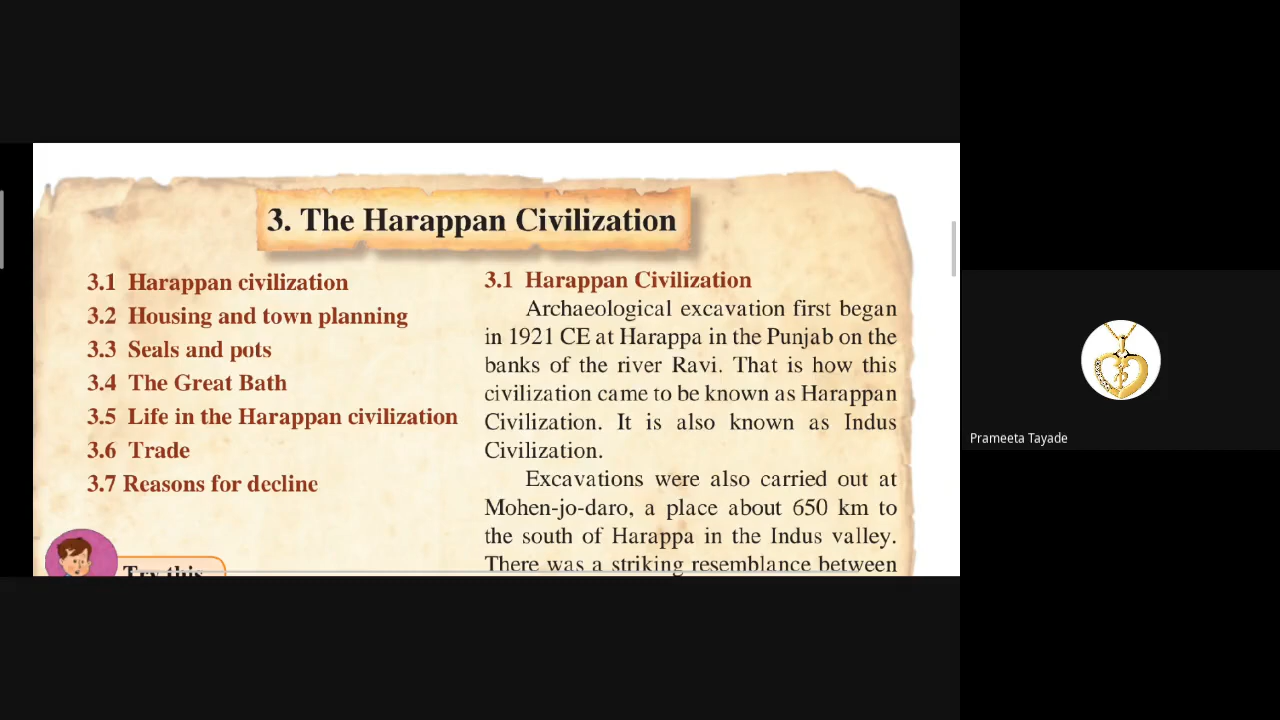 3. The Harappan Civilization
3.1 Harappan civilization
3.2 Housing and town planning
3.3 Seals and pots
3.4 The Great Bath
3.5 Life in the Harappan civilization
3.6 Trade
3.7 Reasons for decline
Try this
3.1 Harappan Civilization
Archaeological excavation first began
in 1921 CE at Harappa in the Punjab on the
banks of the river Ravi. That is how this
civilization came to be known as Harappan
Civilization. It is also known as Indus
Civilization.
Excavations were also carried out at
Mohen-jo-daro, a place about 650 km to
the south of Harappa in the Indus valley.
There was a striking resemblance between
Prameeta Tayade